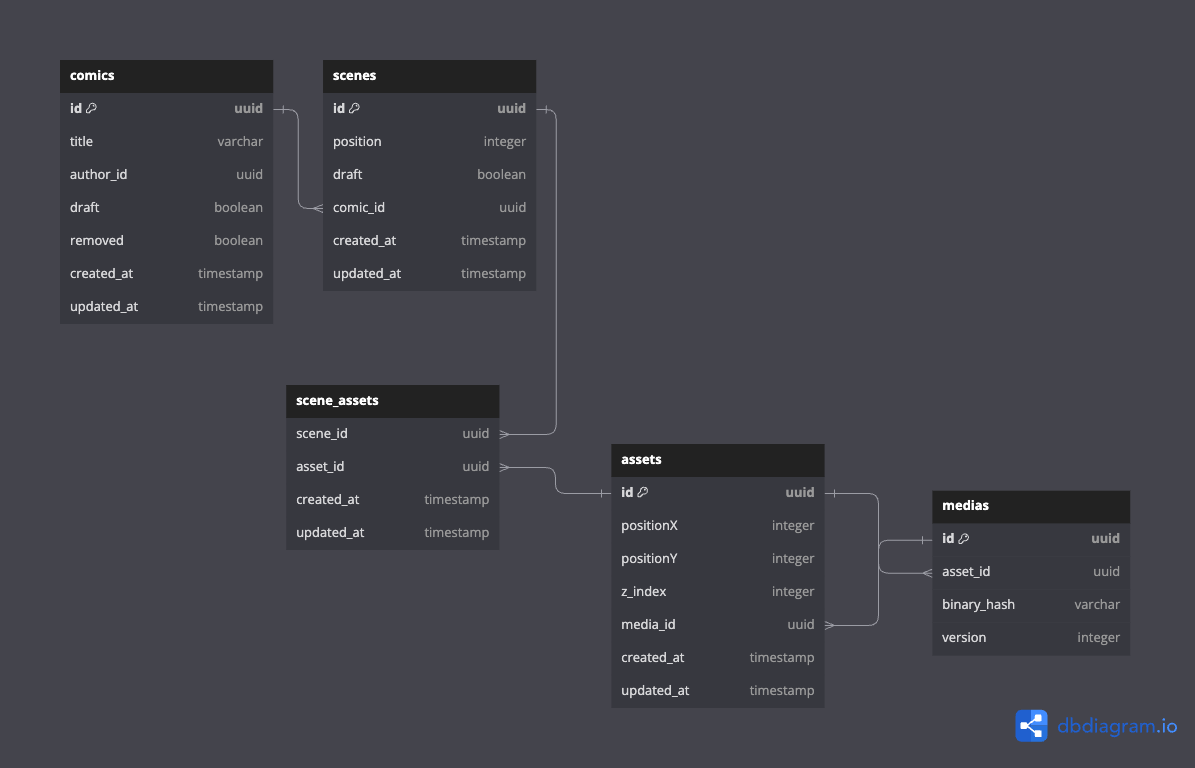 comics
id uuid
title varchar
author_id uuid
draft boolean
removed boolean
created_at timestamp
updated_at timestamp
scenes
id uuid
position integer
draft boolean
comic_id uuid
created_at timestamp
updated_at timestamp
scene_assets
scene_id uuid
asset_id uuid
created_at timestamp
updated_at timestamp
assets
id uuid
positionX integer
positionY integer
z_index integer
media_id uuid
created_at timestamp
updated_at timestamp
medias
id uuid
asset_id uuid
binary_hash varchar
version integer
dbdiagram.io